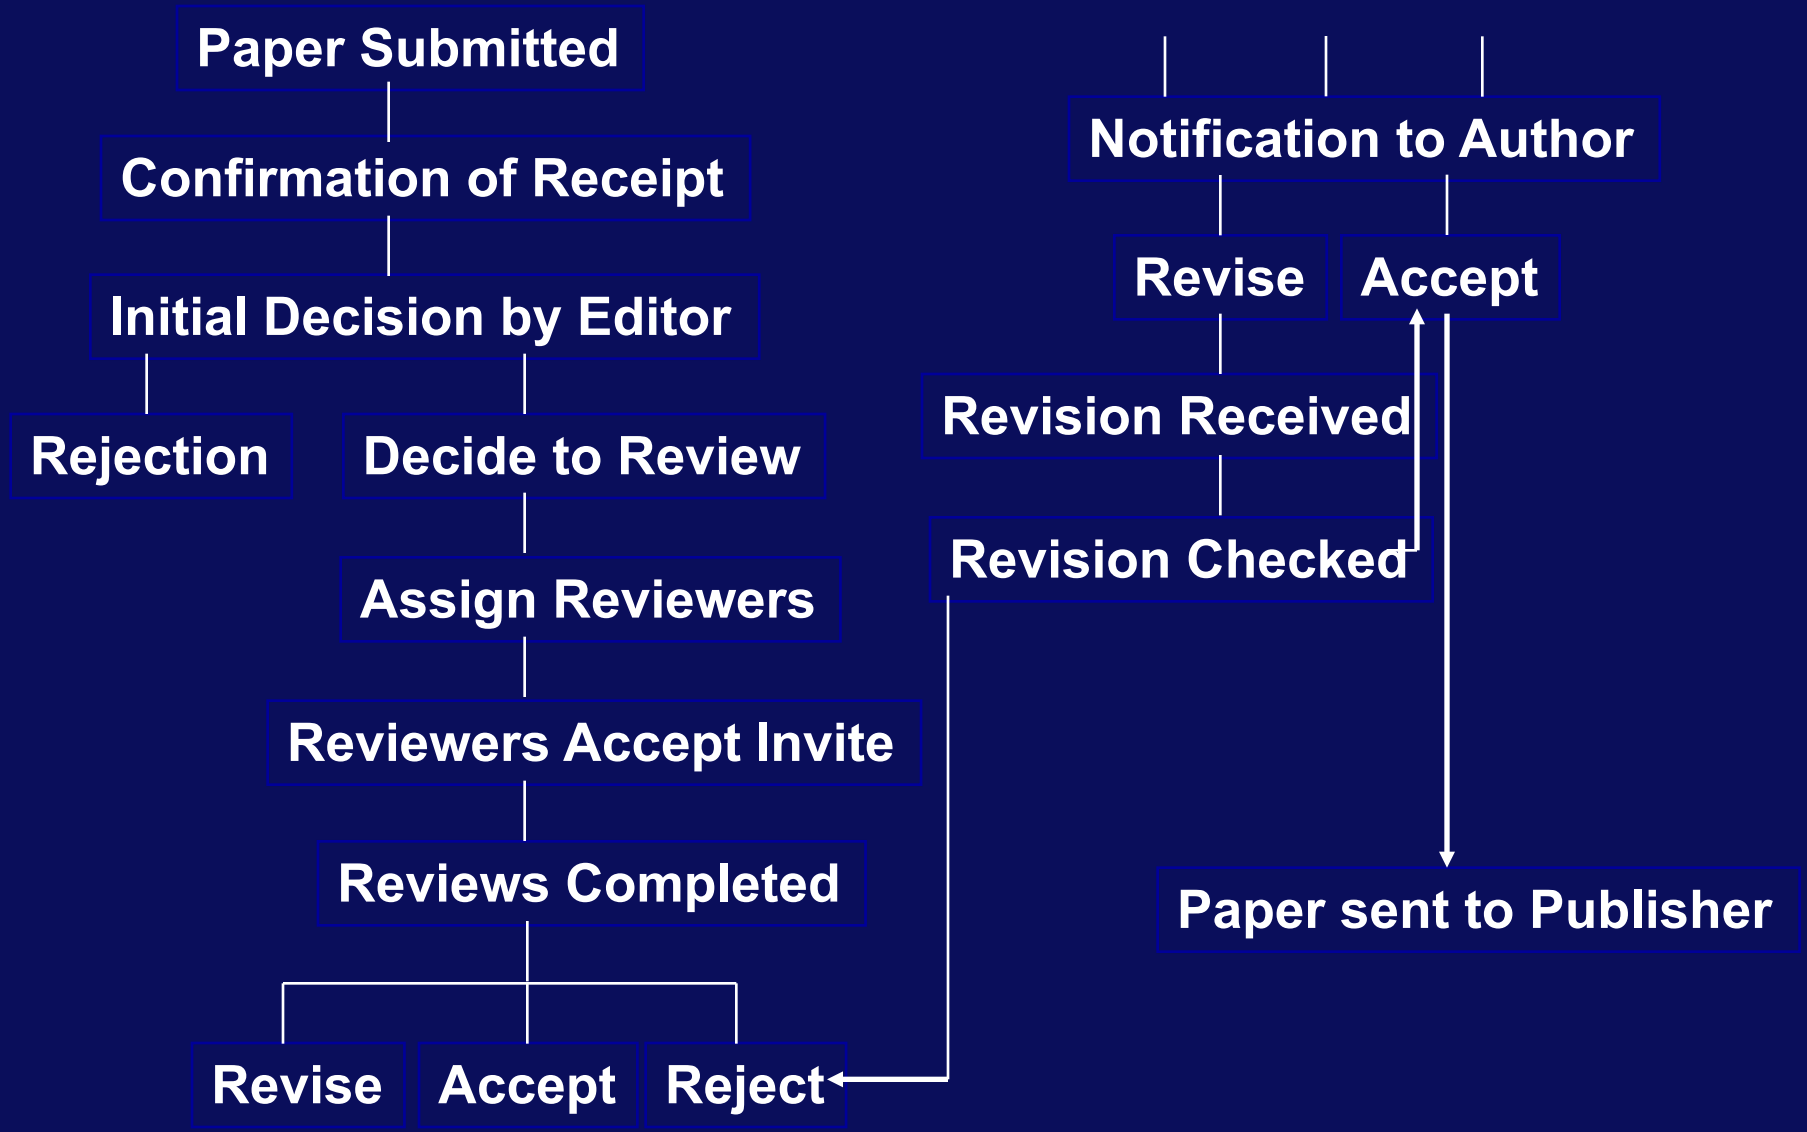 Paper Submitted
Confirmation of Receipt
Initial Decision by Editor
Rejection
Decide to Review
Assign Reviewers
Reviewers Accept Invite
Reviews Completed
Revise
Accept
Reject
Notification to Author
Revise
Accept
Revision Received
Revision Checked
Paper sent to Publisher